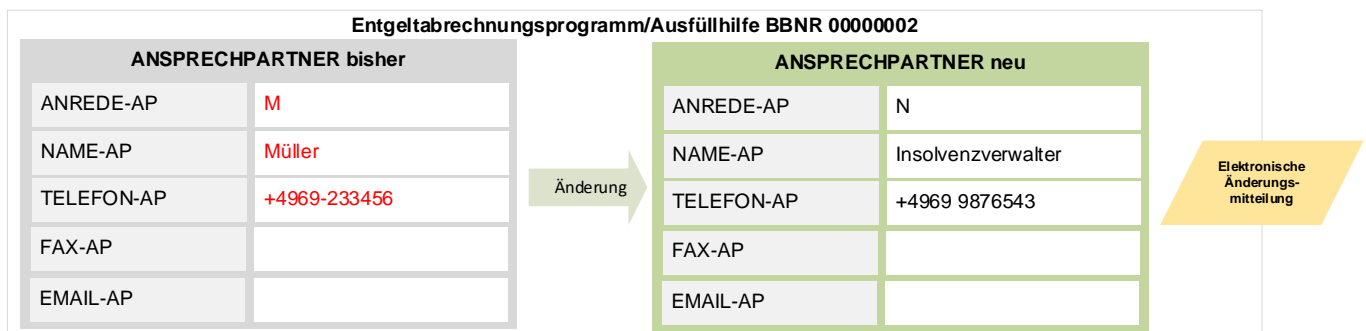 Entgeltabrechnungsprogramm/Ausfüllhilfe BBNR 00000002
ANSPRECHPARTNER bisher
ANREDE-AP M
NAME-AP Müller
TELEFON-AP +4969-233456
FAX-AP
EMAIL-AP
Änderung
ANSPRECHPARTNER neu
ANREDE-AP N
NAME-AP Insolvenzverwalter
TELEFON-AP +4969 9876543
FAX-AP
EMAIL-AP
Elektronische
Änderungs-
mitteilung